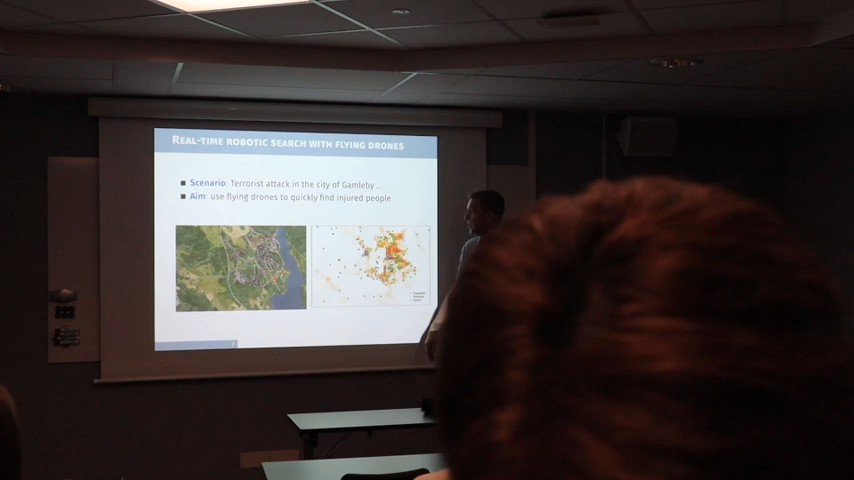 Real-time robotic search with flying drones
Scenario: Terrorist attack in the city of Gamleby ...
Aim: use flying drones to quickly find injured people.